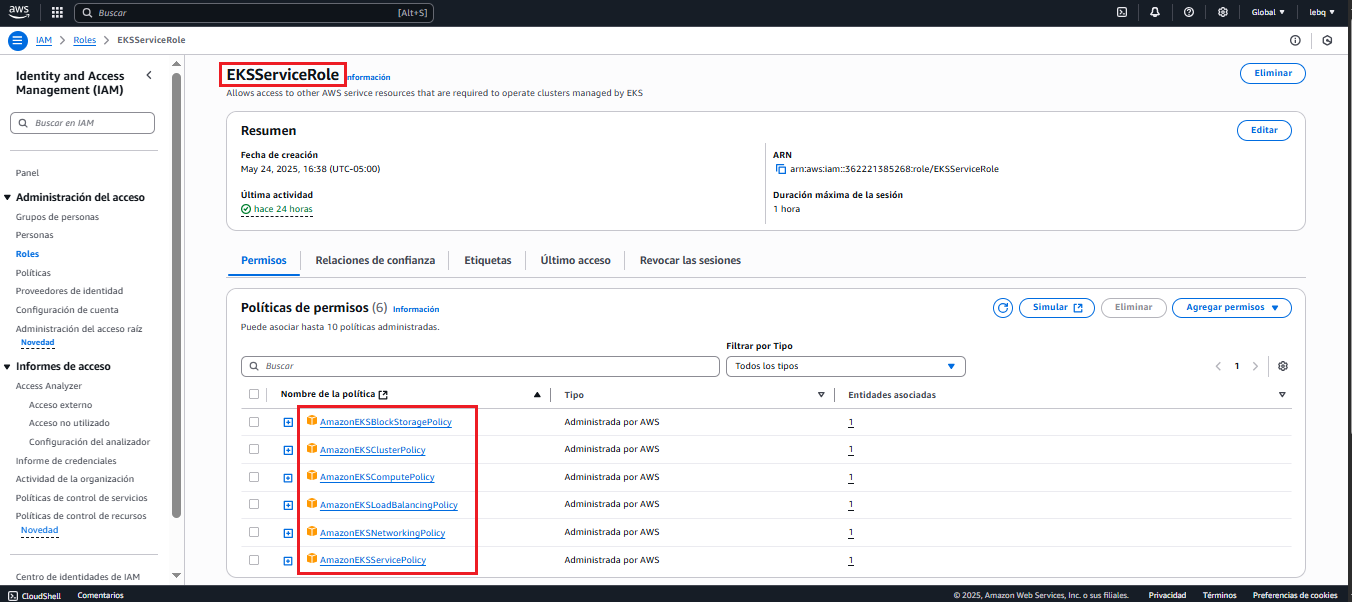 aws
Buscar
[Alt+S]
Global
lebq
IAM
Roles
EKSServiceRole
Identity and Access Management (IAM)
Buscar en IAM
Panel
Administración del acceso
Grupos de personas
Personas
Roles
Políticas
Proveedores de identidad
Configuración de cuenta
Administración del acceso raíz
Novedad
Informes de acceso
Access Analyzer
Acceso externo
Acceso no utilizado
Configuración del analizador
Informe de credenciales
Actividad de la organización
Políticas de control de servicios
Políticas de control de recursos
Novedad
Centro de identidades de IAM
EKSServiceRole
Información
Eliminar
Allows access to other AWS serivce resources that are required to operate clusters managed by EKS
Resumen
Editar
Fecha de creación
May 24, 2025, 16:38 (UTC-05:00)
Última actividad
hace 24 horas
ARN
arn:aws:iam::362221385268:role/EKSServiceRole
Duración máxima de la sesión
1 hora
Permisos
Relaciones de confianza
Etiquetas
Último acceso
Revocar las sesiones
Políticas de permisos (6) Información
Puede asociar hasta 10 políticas administradas.
Simular
Eliminar
Agregar permisos
Filtrar por Tipo
Buscar
Todos los tipos
1
Nombre de la política
Tipo
Entidades asociadas
AmazonEKSBlockStoragePolicy
Administrada por AWS
1
AmazonEKSClusterPolicy
Administrada por AWS
1
AmazonEKSComputePolicy
Administrada por AWS
1
AmazonEKSLoadBalancingPolicy
Administrada por AWS
1
AmazonEKSNetworkingPolicy
Administrada por AWS
1
AmazonEKSServicePolicy
Administrada por AWS
1
CloudShell
Comentarios
© 2025, Amazon Web Services, Inc. o sus filiales.
Privacidad
Términos
Preferencias de cookies